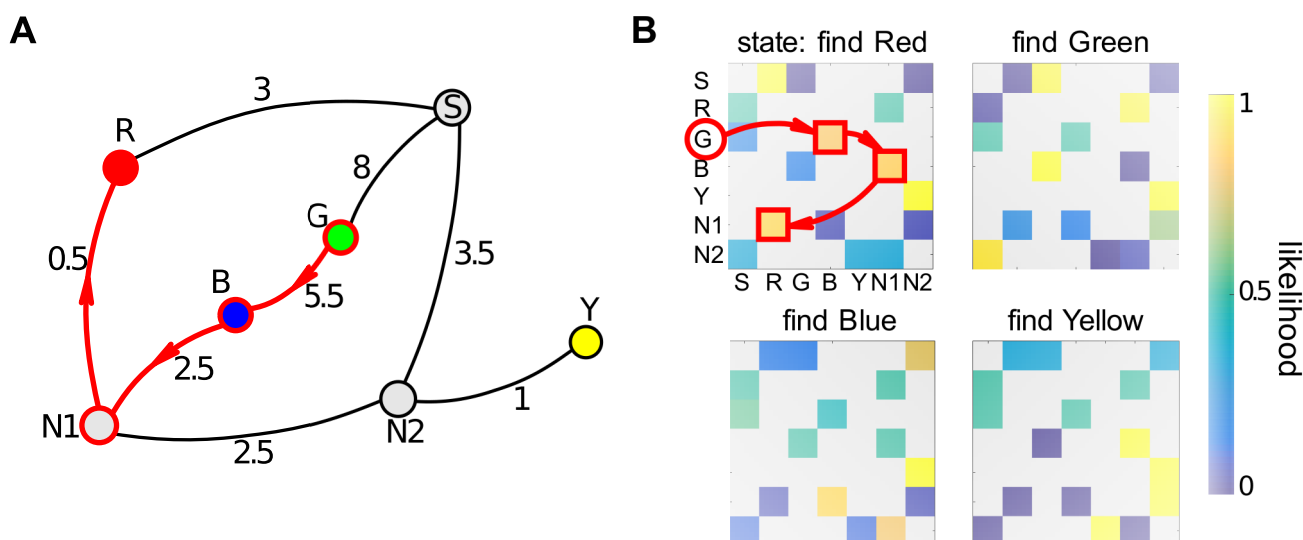 A
R
3
S
8
G
0.5
5.5
3.5
B
2.5
Y
1
N1
N2
2.5
B
state: find Red
find Green
S
R
G
B
Y
N1
N2
S R G B Y N1 N2
find Blue
find Yellow
1
0.5
0
likelihood